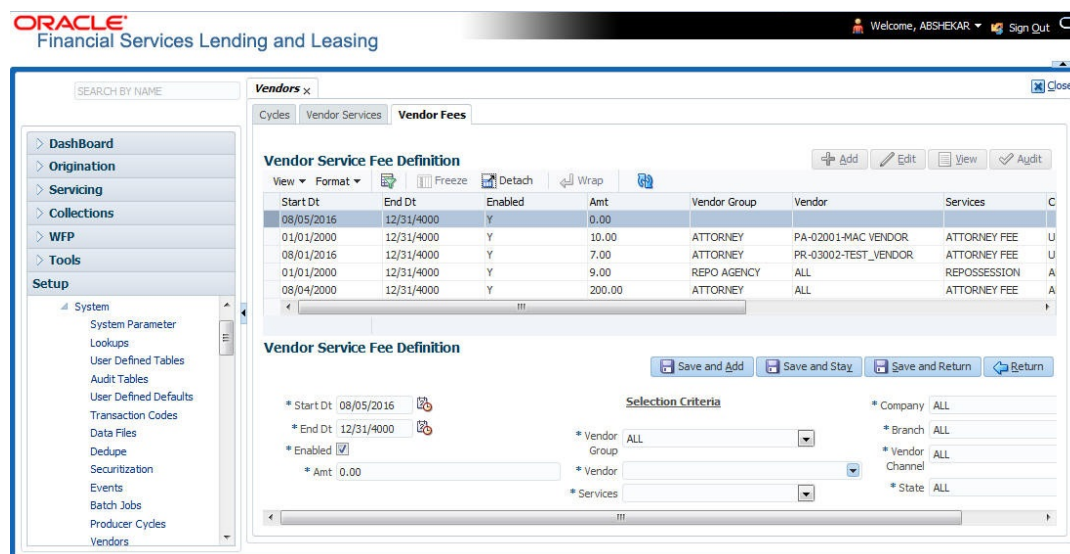 ORACLE'
Financial Services Lending and Leasing
Welcome, ABSHEKAR Sign Out
SEARCH BY NAME
DashBoard
Origination
Servicing
Collections
WFP
Tools
Setup
System
System Parameter
Lookups
User Defined Tables
Audit Tables
User Defined Defaults
Transaction Codes
Data Files
Dedupe
Securitization
Events
Batch Jobs
Producer Cycles
Vendors
Vendors x Close
Cycles Vendor Services Vendor Fees
Vendor Service Fee Definition Add Edit View Audit
View Format Freeze Detach Wrap
Start Dt End Dt Enabled Amt Vendor Group Vendor Services C
08/05/2016 12/31/4000 Y 0.00
01/01/2000 12/31/4000 Y 10.00 ATTORNEY PA-02001-MAC VENDOR ATTORNEY FEE U
08/01/2016 12/31/4000 Y 7.00 ATTORNEY PR-03002-TEST_VENDOR ATTORNEY FEE U
01/01/2000 12/31/4000 Y 9.00 REPO AGENCY ALL REPOSSESSION A
08/04/2000 12/31/4000 Y 200.00 ATTORNEY ALL ATTORNEY FEE A
Vendor Service Fee Definition
Save and Add Save and Stay Save and Return Return
* Start Dt 08/05/2016
* End Dt 12/31/4000
* Enabled
* Amt 0.00
Selection Criteria
* Vendor Group ALL
* Vendor
* Services
* Company ALL
* Branch ALL
* Vendor Channel ALL
* State ALL